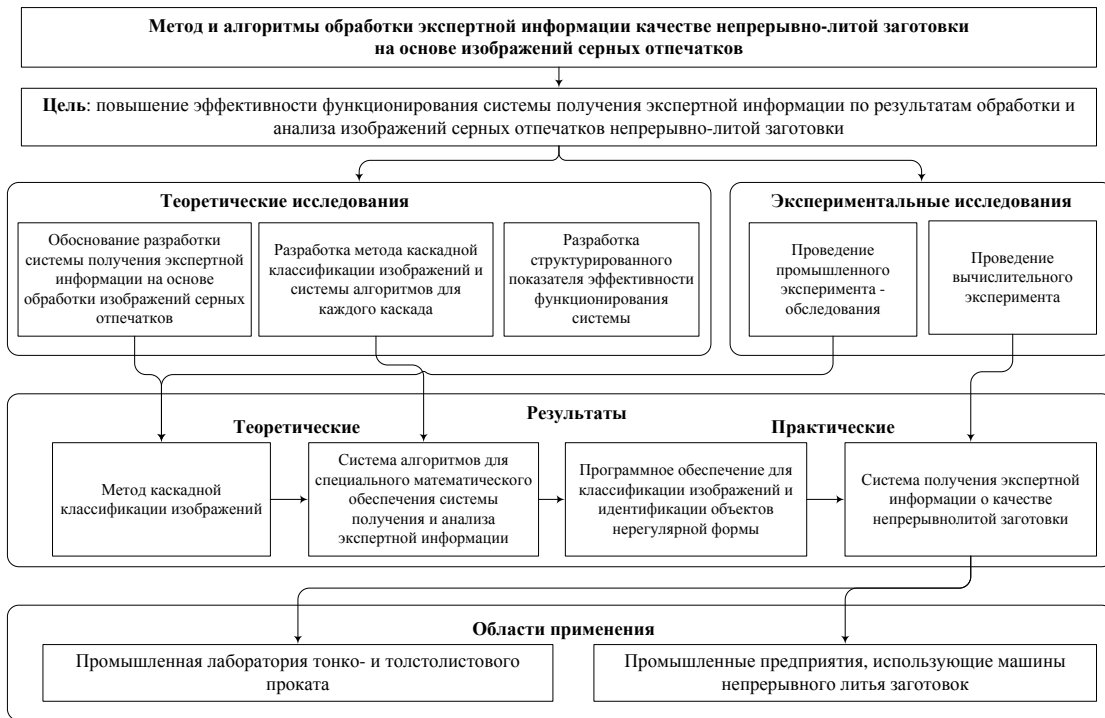 Метод и алгоритмы обработки экспертной информации качестве непрерывно-литой заготовки
на основе изображений серных отпечатков
Цель: повышение эффективности функционирования системы получения экспертной информации по результатам обработки и
анализа изображений серных отпечатков непрерывно-литой заготовки
Теоретические исследования
Обоснование разработки
системы получения экспертной
информации на основе
обработки изображений серных
отпечатков
Разработка метода каскадной
классификации изображений и
системы алгоритмов для
каждого каскада
Разработка
структурированного
показателя эффективности
функционирования
системы
Экспериментальные исследования
Проведение
промышленного
эксперимента -
обследования
Проведение
вычислительного
эксперимента
Результаты
Теоретические
Практические
Метод каскадной
классификации изображений
Система алгоритмов для
специального математического
обеспечения системы
получения и анализа
экспертной информации
Программное обеспечение для
классификации изображений и
идентификации объектов
нерегулярной формы
Система получения экспертной
информации о качестве
непрерывнолитой заготовки
Области применения
Промышленная лаборатория тонко- и толстолистового
проката
Промышленные предприятия, использующие машины
непрерывного литья заготовок